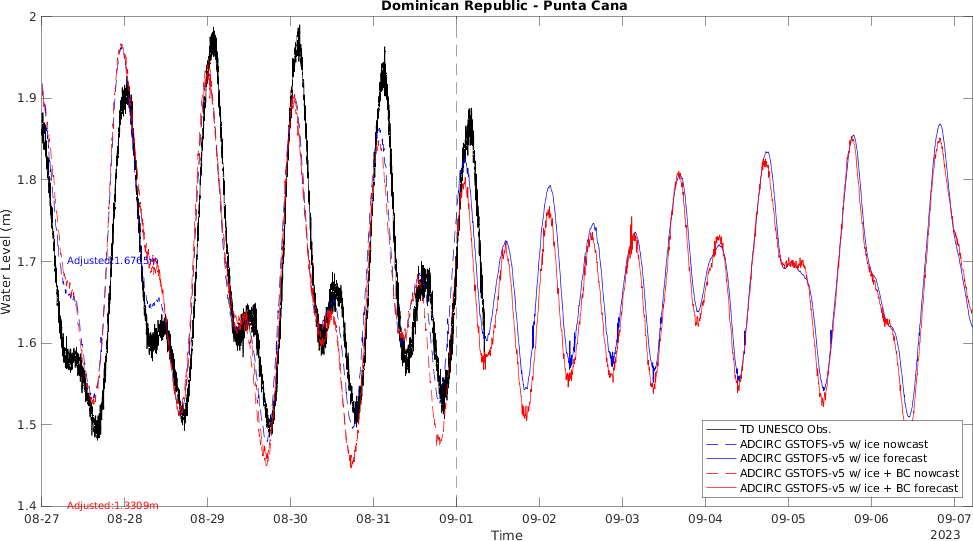 Dominican Republic - Punta Cana
2
1.9
1.8
1.7
1.6
1.5
1.4
Water Level (m)
Adjusted:1.6765m
Adjusted:1.3309m
TD UNESCO Obs.
ADCIRC GSTOFS-v5 w/ ice nowcast
ADCIRC GSTOFS-v5 w/ ice forecast
ADCIRC GSTOFS-v5 w/ ice + BC nowcast
ADCIRC GSTOFS-v5 w/ ice + BC forecast
08-27 08-28 08-29 08-30 08-31 09-01 09-02 09-03 09-04 09-05 09-06 09-07
Time
2023